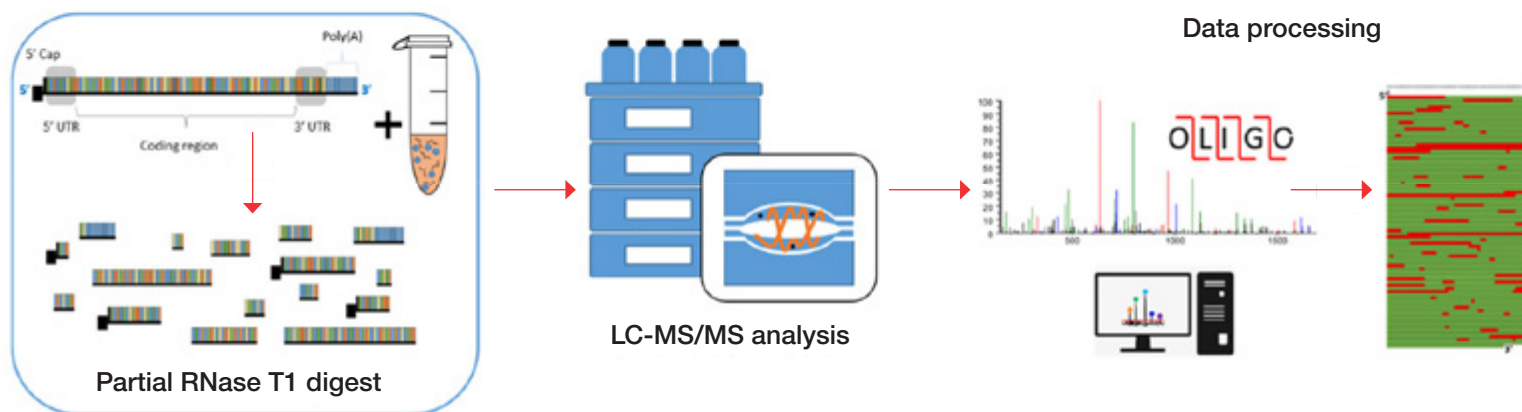 Poly(A)
5' Cap
5'
3'
5' UTR
3' UTR
Coding region
Partial RNase T1 digest
LC-MS/MS analysis
Data processing
100
90
80
70
60
50
40
30
20
10
0
500
1000
1500
OLIGO
5'
3'